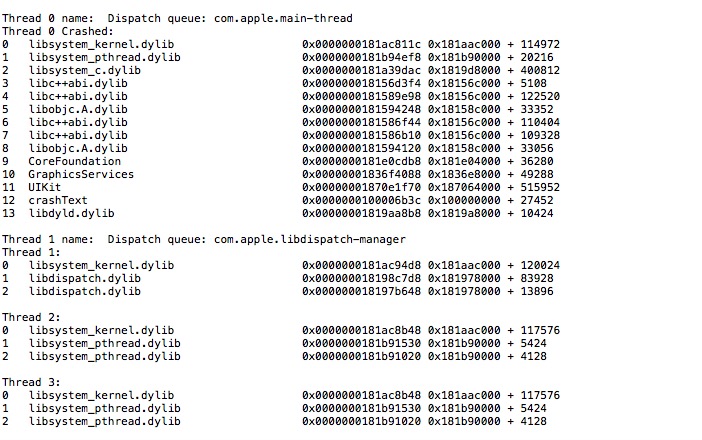 Thread 0 name:  Dispatch queue: com.apple.main-thread
Thread 0 Crashed:
0   libsystem_kernel.dylib 0x0000000181ac811c 0x181aac000 + 114972
1   libsystem_pthread.dylib 0x0000000181b94ef8 0x181b90000 + 20216
2   libsystem_c.dylib 0x0000000181a39dac 0x1819d8000 + 400812
3   libc++abi.dylib 0x000000018156d3f4 0x18156c000 + 5108
4   libc++abi.dylib 0x0000000181589e98 0x18156c000 + 122520
5   libobjc.A.dylib 0x0000000181594248 0x18158c000 + 33352
6   libc++abi.dylib 0x0000000181586f44 0x18156c000 + 110404
7   libc++abi.dylib 0x0000000181586b10 0x18156c000 + 109328
8   libobjc.A.dylib 0x0000000181594120 0x18158c000 + 33056
9   CoreFoundation 0x0000000181e0cdb8 0x181e04000 + 36280
10  GraphicsServices 0x00000001836f4088 0x1836e8000 + 49288
11  UIKit 0x00000001870e1f70 0x187064000 + 515952
12  crashText 0x0000000100006b3c 0x100000000 + 27452
13  libdyld.dylib 0x00000001819aa8b8 0x1819a8000 + 10424
Thread 1 name:  Dispatch queue: com.apple.libdispatch-manager
Thread 1:
0   libsystem_kernel.dylib 0x0000000181ac94d8 0x181aac000 + 120024
1   libdispatch.dylib 0x000000018198c7d8 0x181978000 + 83928
2   libdispatch.dylib 0x000000018197b648 0x181978000 + 13896
Thread 2:
0   libsystem_kernel.dylib 0x0000000181ac8b48 0x181aac000 + 117576
1   libsystem_pthread.dylib 0x0000000181b91530 0x181b90000 + 5424
2   libsystem_pthread.dylib 0x0000000181b91020 0x181b90000 + 4128
Thread 3:
0   libsystem_kernel.dylib 0x0000000181ac8b48 0x181aac000 + 117576
1   libsystem_pthread.dylib 0x0000000181b91530 0x181b90000 + 5424
2   libsystem_pthread.dylib 0x0000000181b91020 0x181b90000 + 4128